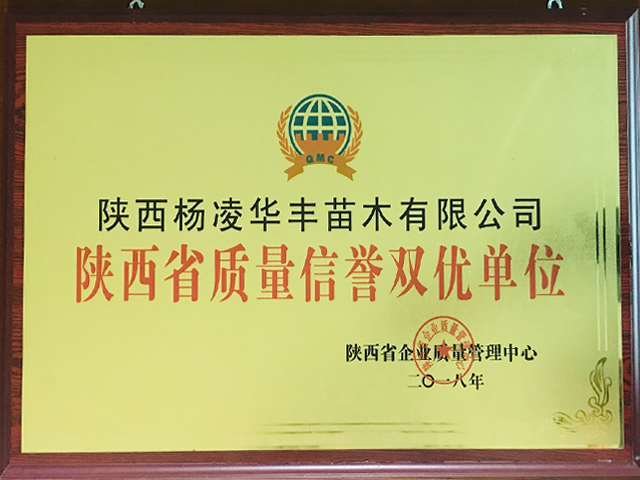 QMC
陕西杨凌华丰苗木有限公司
陕西省质量信誉双优单位
陕西省企业质量管理中心
二〇一八年